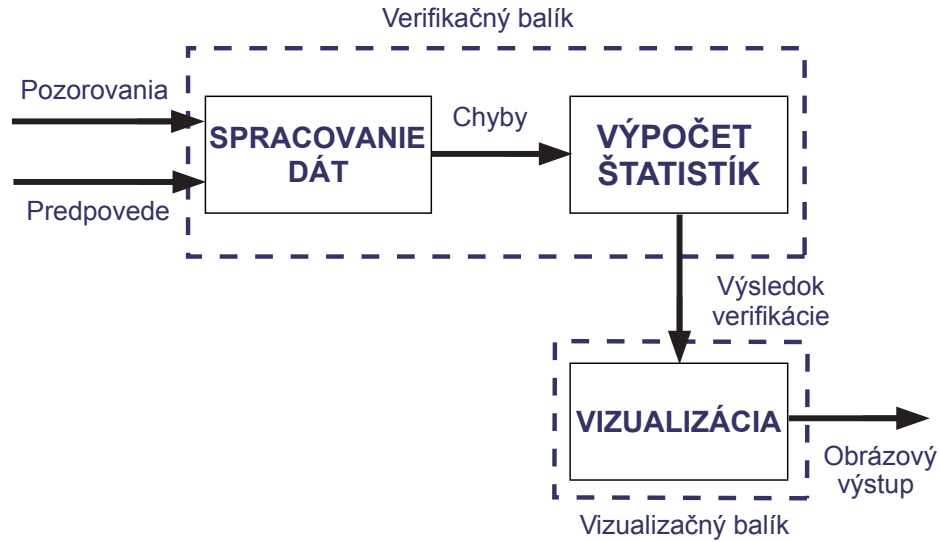 Verifikačný balík
Pozorovania
Predpovede
SPRACOVANIE
DÁT
Chyby
VÝPOČET
ŠTATISTÍK
Výsledok
verifikácie
VIZUALIZÁCIA
Obrázový
výstup
Vizualizačný balík